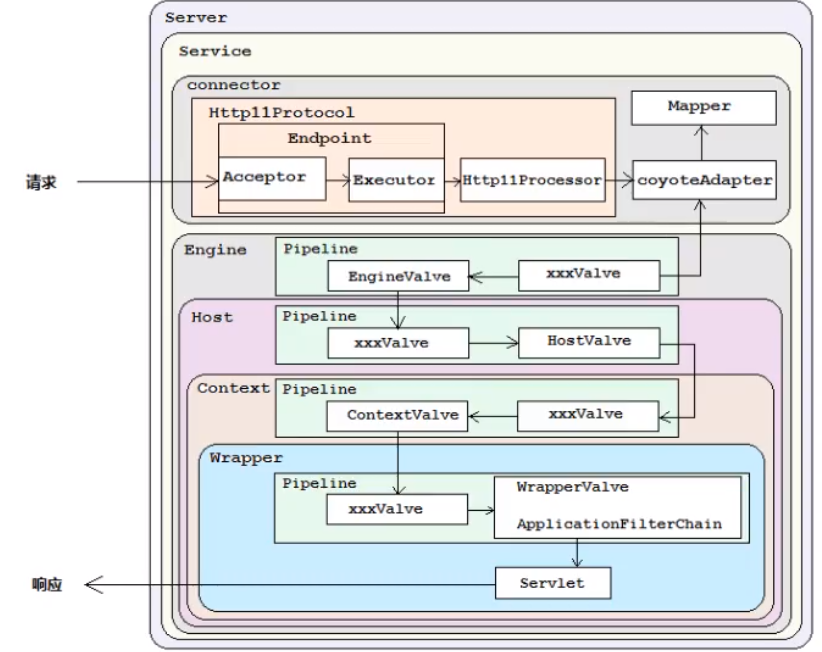 Server
Service
connector
Http11Protocol
Mapper
Endpoint
请求
Acceptor
Executor
Http11Processor
coyoteAdapter
Engine
Pipeline
EngineValve
xxxValve
Host
Pipeline
xxxValve
HostValve
Context
Pipeline
ContextValve
xxxValve
Wrapper
Pipeline
xxxValve
WrapperValve
ApplicationFilterChain
响应
Servlet